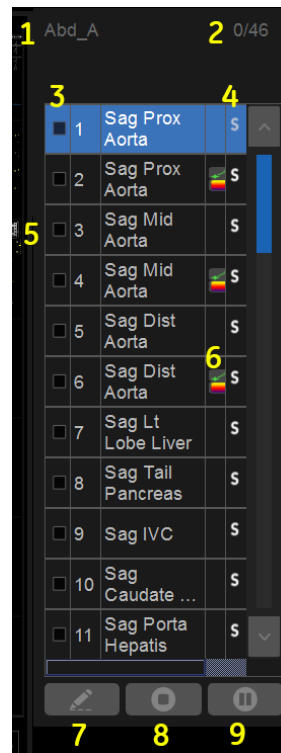 1 Abd_A 2 0/46
3 4
1 Sag Prox Aorta S
2 Sag Prox Aorta S
5
3 Sag Mid Aorta S
4 Sag Mid Aorta S
5 Sag Dist Aorta S
6
6 Sag Dist Aorta S
7 Sag Lt Lobe Liver S
8 Sag Tail Pancreas S
9 Sag IVC S
10 Sag Caudate ... S
11 Sag Porta Hepatis S
7 8 9